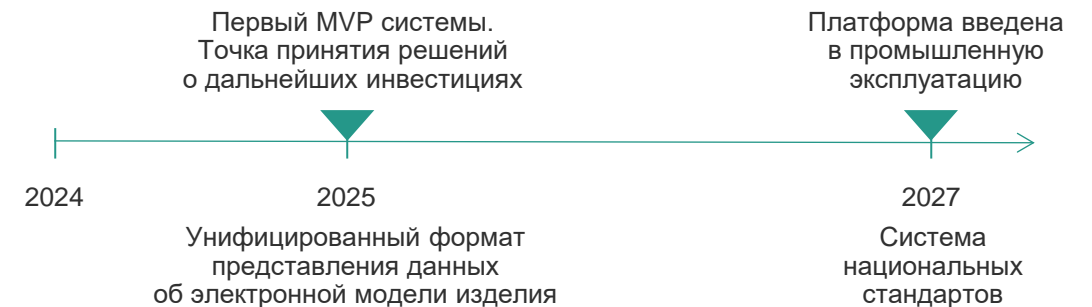 Первый MVP системы.
Точка принятия решений
о дальнейших инвестициях
Платформа введена
в промышленную
эксплуатацию
2024
2025
2027
Унифицированный формат
представления данных
об электронной модели изделия
Система
национальных
стандартов